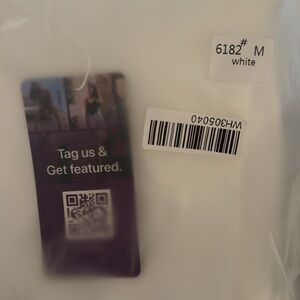 6182# M
white
WH305040
Tag us &
Get featured.